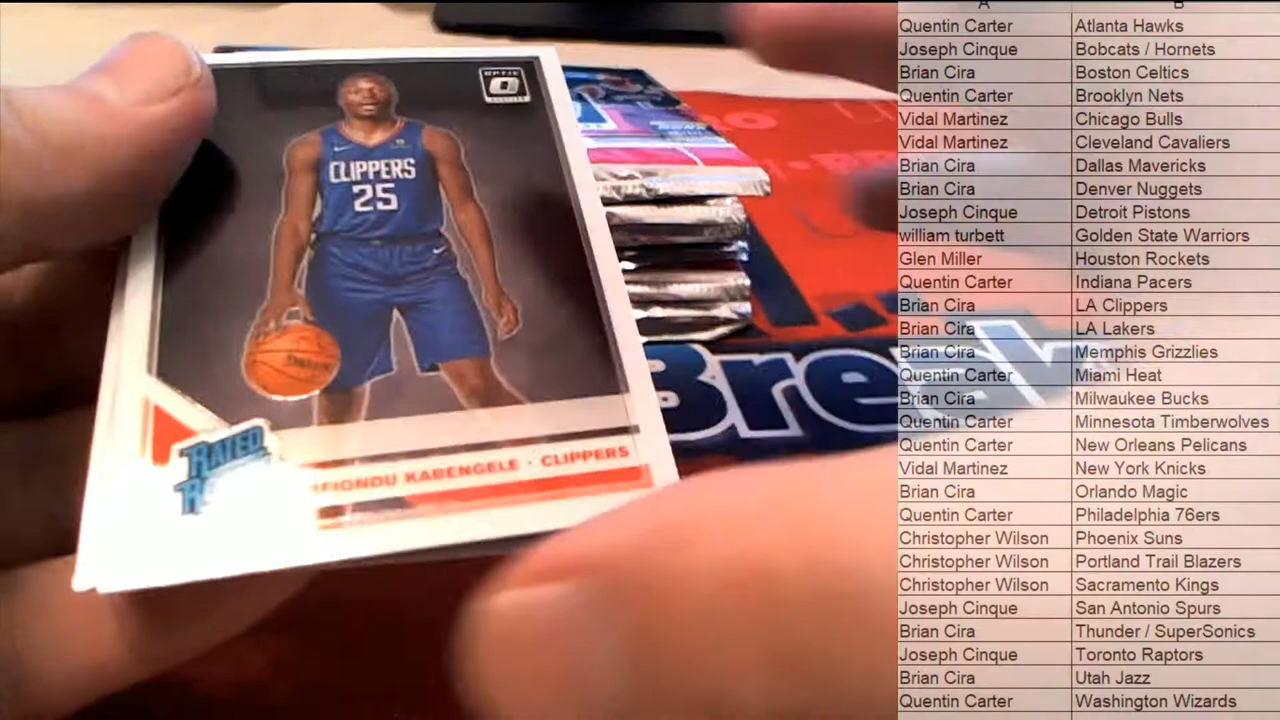 OPTIC
CLIPPERS
25
RATED
FIONDU KABENGELE · CLIPPERS
Break
A B
Quentin Carter Atlanta Hawks
Joseph Cinque Bobcats / Hornets
Brian Cira Boston Celtics
Quentin Carter Brooklyn Nets
Vidal Martinez Chicago Bulls
Vidal Martinez Cleveland Cavaliers
Brian Cira Dallas Mavericks
Brian Cira Denver Nuggets
Joseph Cinque Detroit Pistons
william turbett Golden State Warriors
Glen Miller Houston Rockets
Quentin Carter Indiana Pacers
Brian Cira LA Clippers
Brian Cira LA Lakers
Brian Cira Memphis Grizzlies
Quentin Carter Miami Heat
Brian Cira Milwaukee Bucks
Quentin Carter Minnesota Timberwolves
Quentin Carter New Orleans Pelicans
Vidal Martinez New York Knicks
Brian Cira Orlando Magic
Quentin Carter Philadelphia 76ers
Christopher Wilson Phoenix Suns
Christopher Wilson Portland Trail Blazers
Christopher Wilson Sacramento Kings
Joseph Cinque San Antonio Spurs
Brian Cira Thunder / SuperSonics
Joseph Cinque Toronto Raptors
Brian Cira Utah Jazz
Quentin Carter Washington Wizards